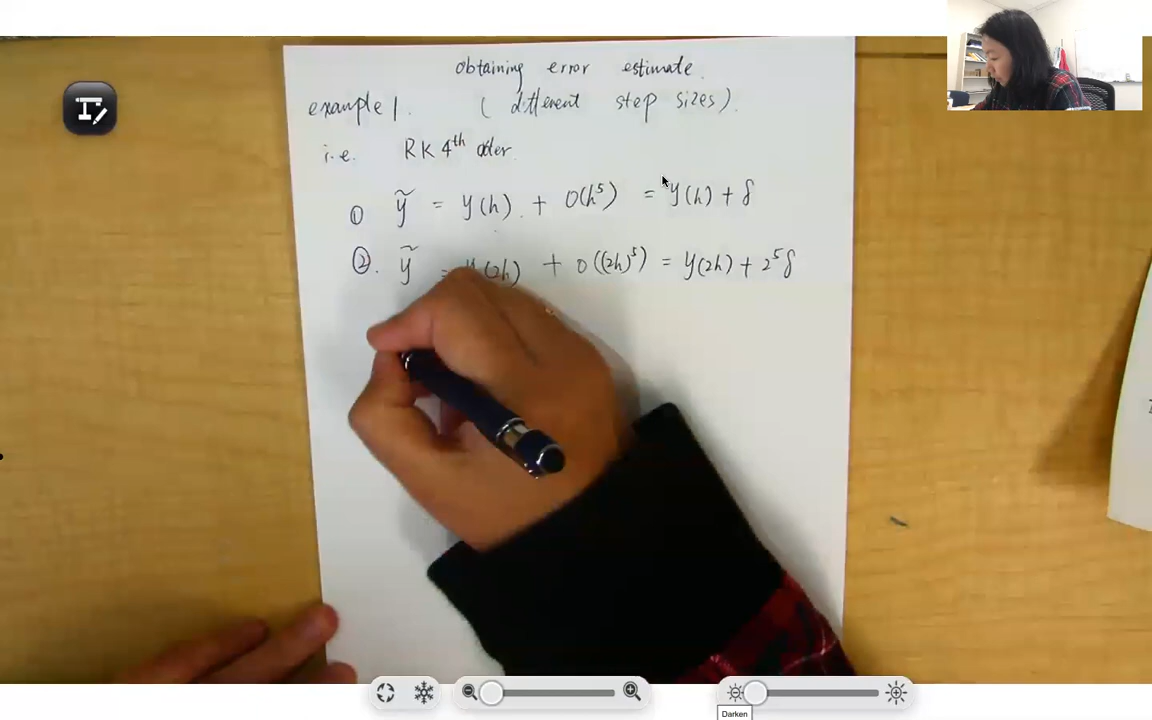 obtaining error estimate.
example 1. (different step sizes).
i.e. RK 4th order.
① ỹ = y(h) + O(h⁵) = y(h) + δ
②. ỹ = y(2h) + O((2h)⁵) = y(2h) + 2⁵δ
Darken